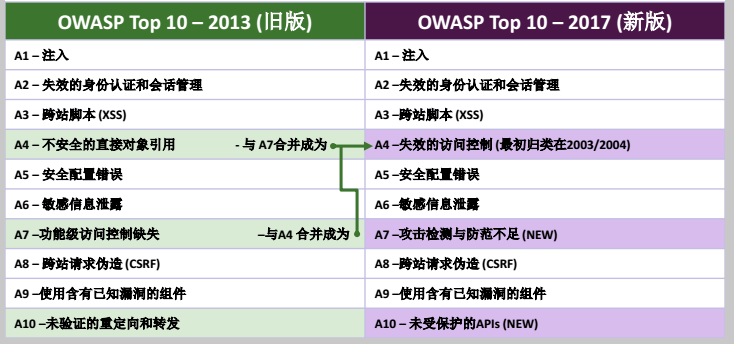 OWASP Top 10 – 2013 (旧版) OWASP Top 10 – 2017 (新版)
A1 – 注入 A1 – 注入
A2 – 失效的身份认证和会话管理 A2 –失效的身份认证和会话管理
A3 – 跨站脚本 (XSS) A3 –跨站脚本 (XSS)
A4 – 不安全的直接对象引用 - 与 A7合并成为 A4 –失效的访问控制 (最初归类在2003/2004)
A5 – 安全配置错误 A5 –安全配置错误
A6 – 敏感信息泄露 A6 –敏感信息泄露
A7 –功能级访问控制缺失 –与A4 合并成为 A7 –攻击检测与防范不足 (NEW)
A8 – 跨站请求伪造 (CSRF) A8 –跨站请求伪造 (CSRF)
A9 –使用含有已知漏洞的组件 A9 –使用含有已知漏洞的组件
A10 –未验证的重定向和转发 A10 – 未受保护的APIs (NEW)